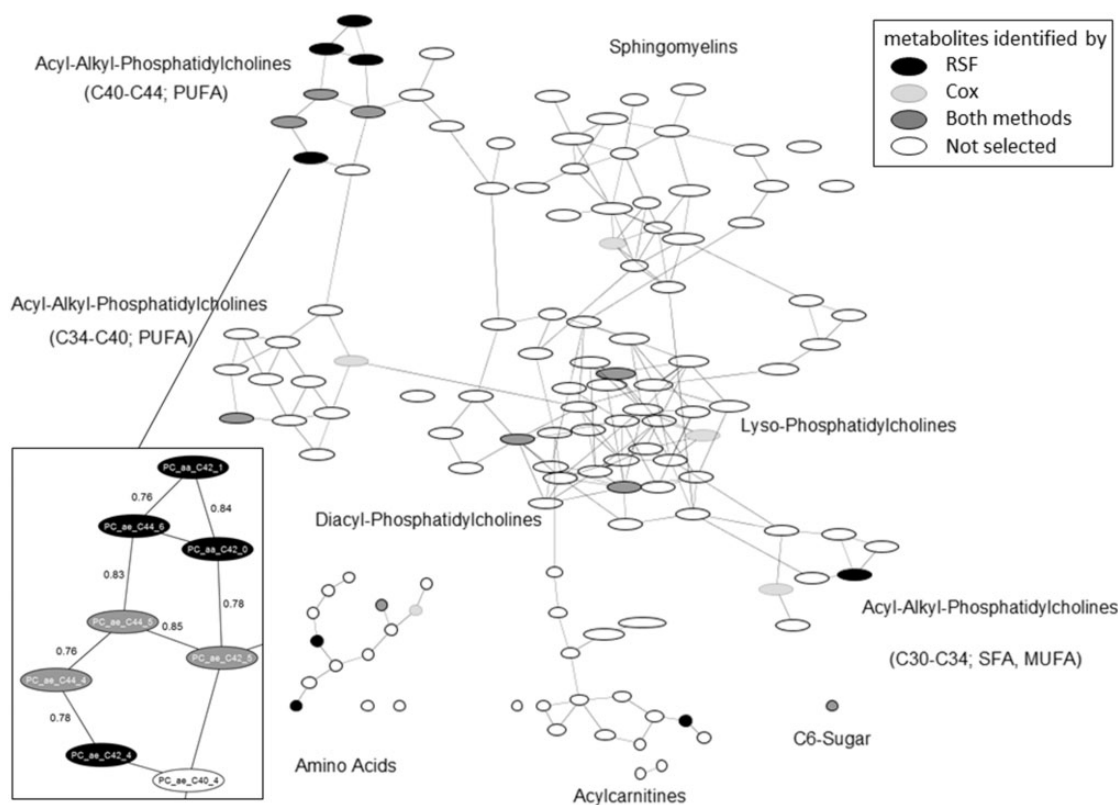 Acyl-Alkyl-Phosphatidylcholines
(C40-C44; PUFA)
Sphingomyelins
metabolites identified by
RSF
Cox
Both methods
Not selected
Acyl-Alkyl-Phosphatidylcholines
(C34-C40; PUFA)
Lyso-Phosphatidylcholines
Diacyl-Phosphatidylcholines
Acyl-Alkyl-Phosphatidylcholines
(C30-C34; SFA, MUFA)
C6-Sugar
Amino Acids
Acylcarnitines
PC_aa_C42_1
0.76
0.84
PC_ae_C44_6
PC_aa_C42_0
0.83
0.78
PC_ae_C44_5
0.85
PC_ae_C42_5
0.76
PC_ae_C44_4
0.78
PC_ae_C42_4
PC_ae_C40_4